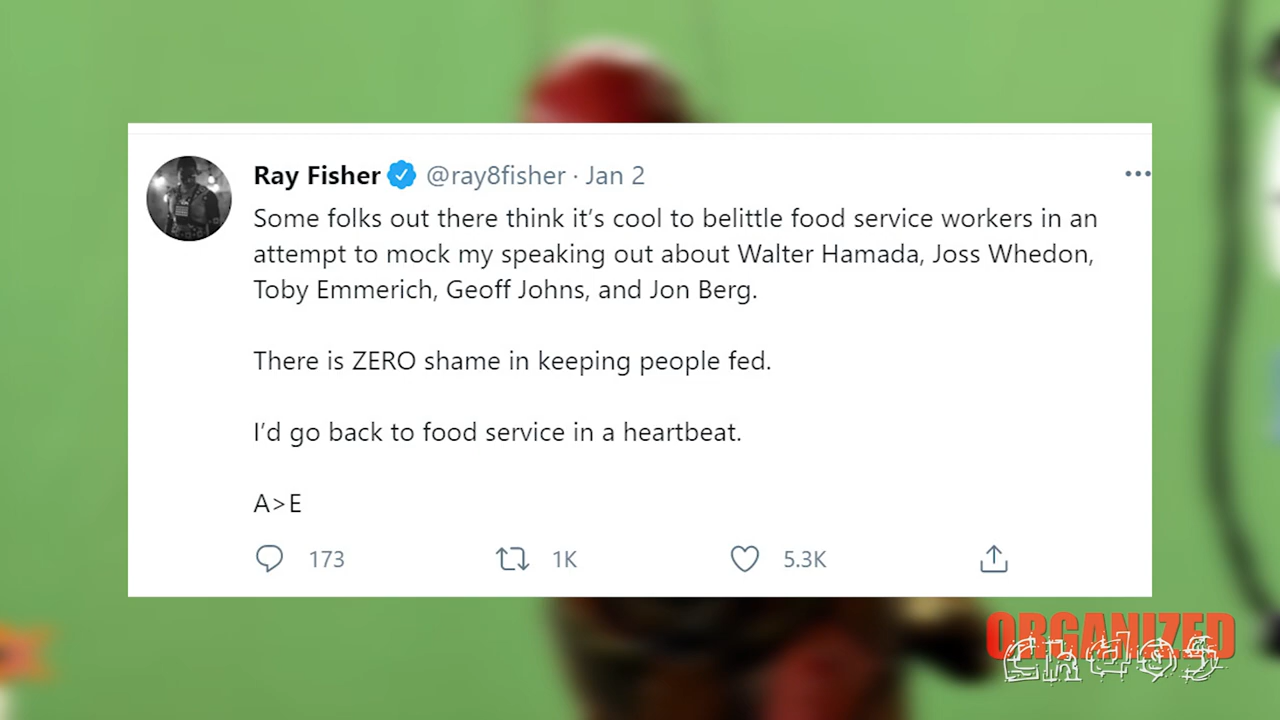 Ray Fisher @ray8fisher · Jan 2
Some folks out there think it's cool to belittle food service workers in an
attempt to mock my speaking out about Walter Hamada, Joss Whedon,
Toby Emmerich, Geoff Johns, and Jon Berg.
There is ZERO shame in keeping people fed.
I'd go back to food service in a heartbeat.
A>E
173 1K 5.3K
ORGANIZED
CHAOS